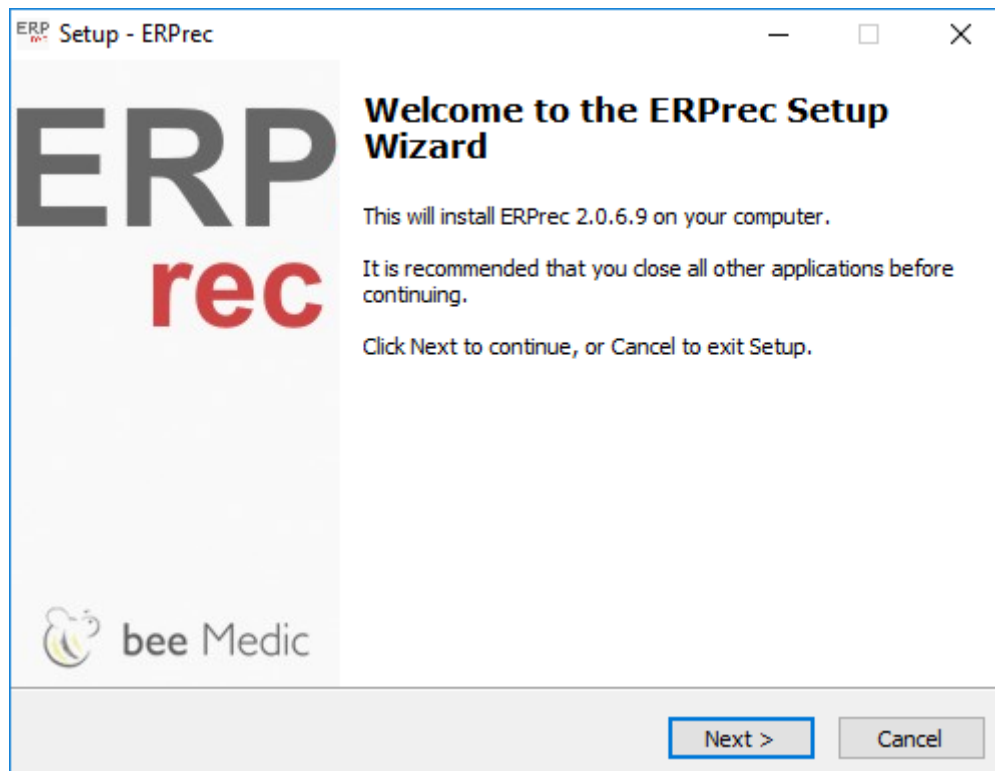 ERP
rec
Setup - ERPrec
ERP
rec
Welcome to the ERPrec Setup
Wizard
This will install ERPrec 2.0.6.9 on your computer.
It is recommended that you close all other applications before
continuing.
Click Next to continue, or Cancel to exit Setup.
bee Medic
Next >
Cancel